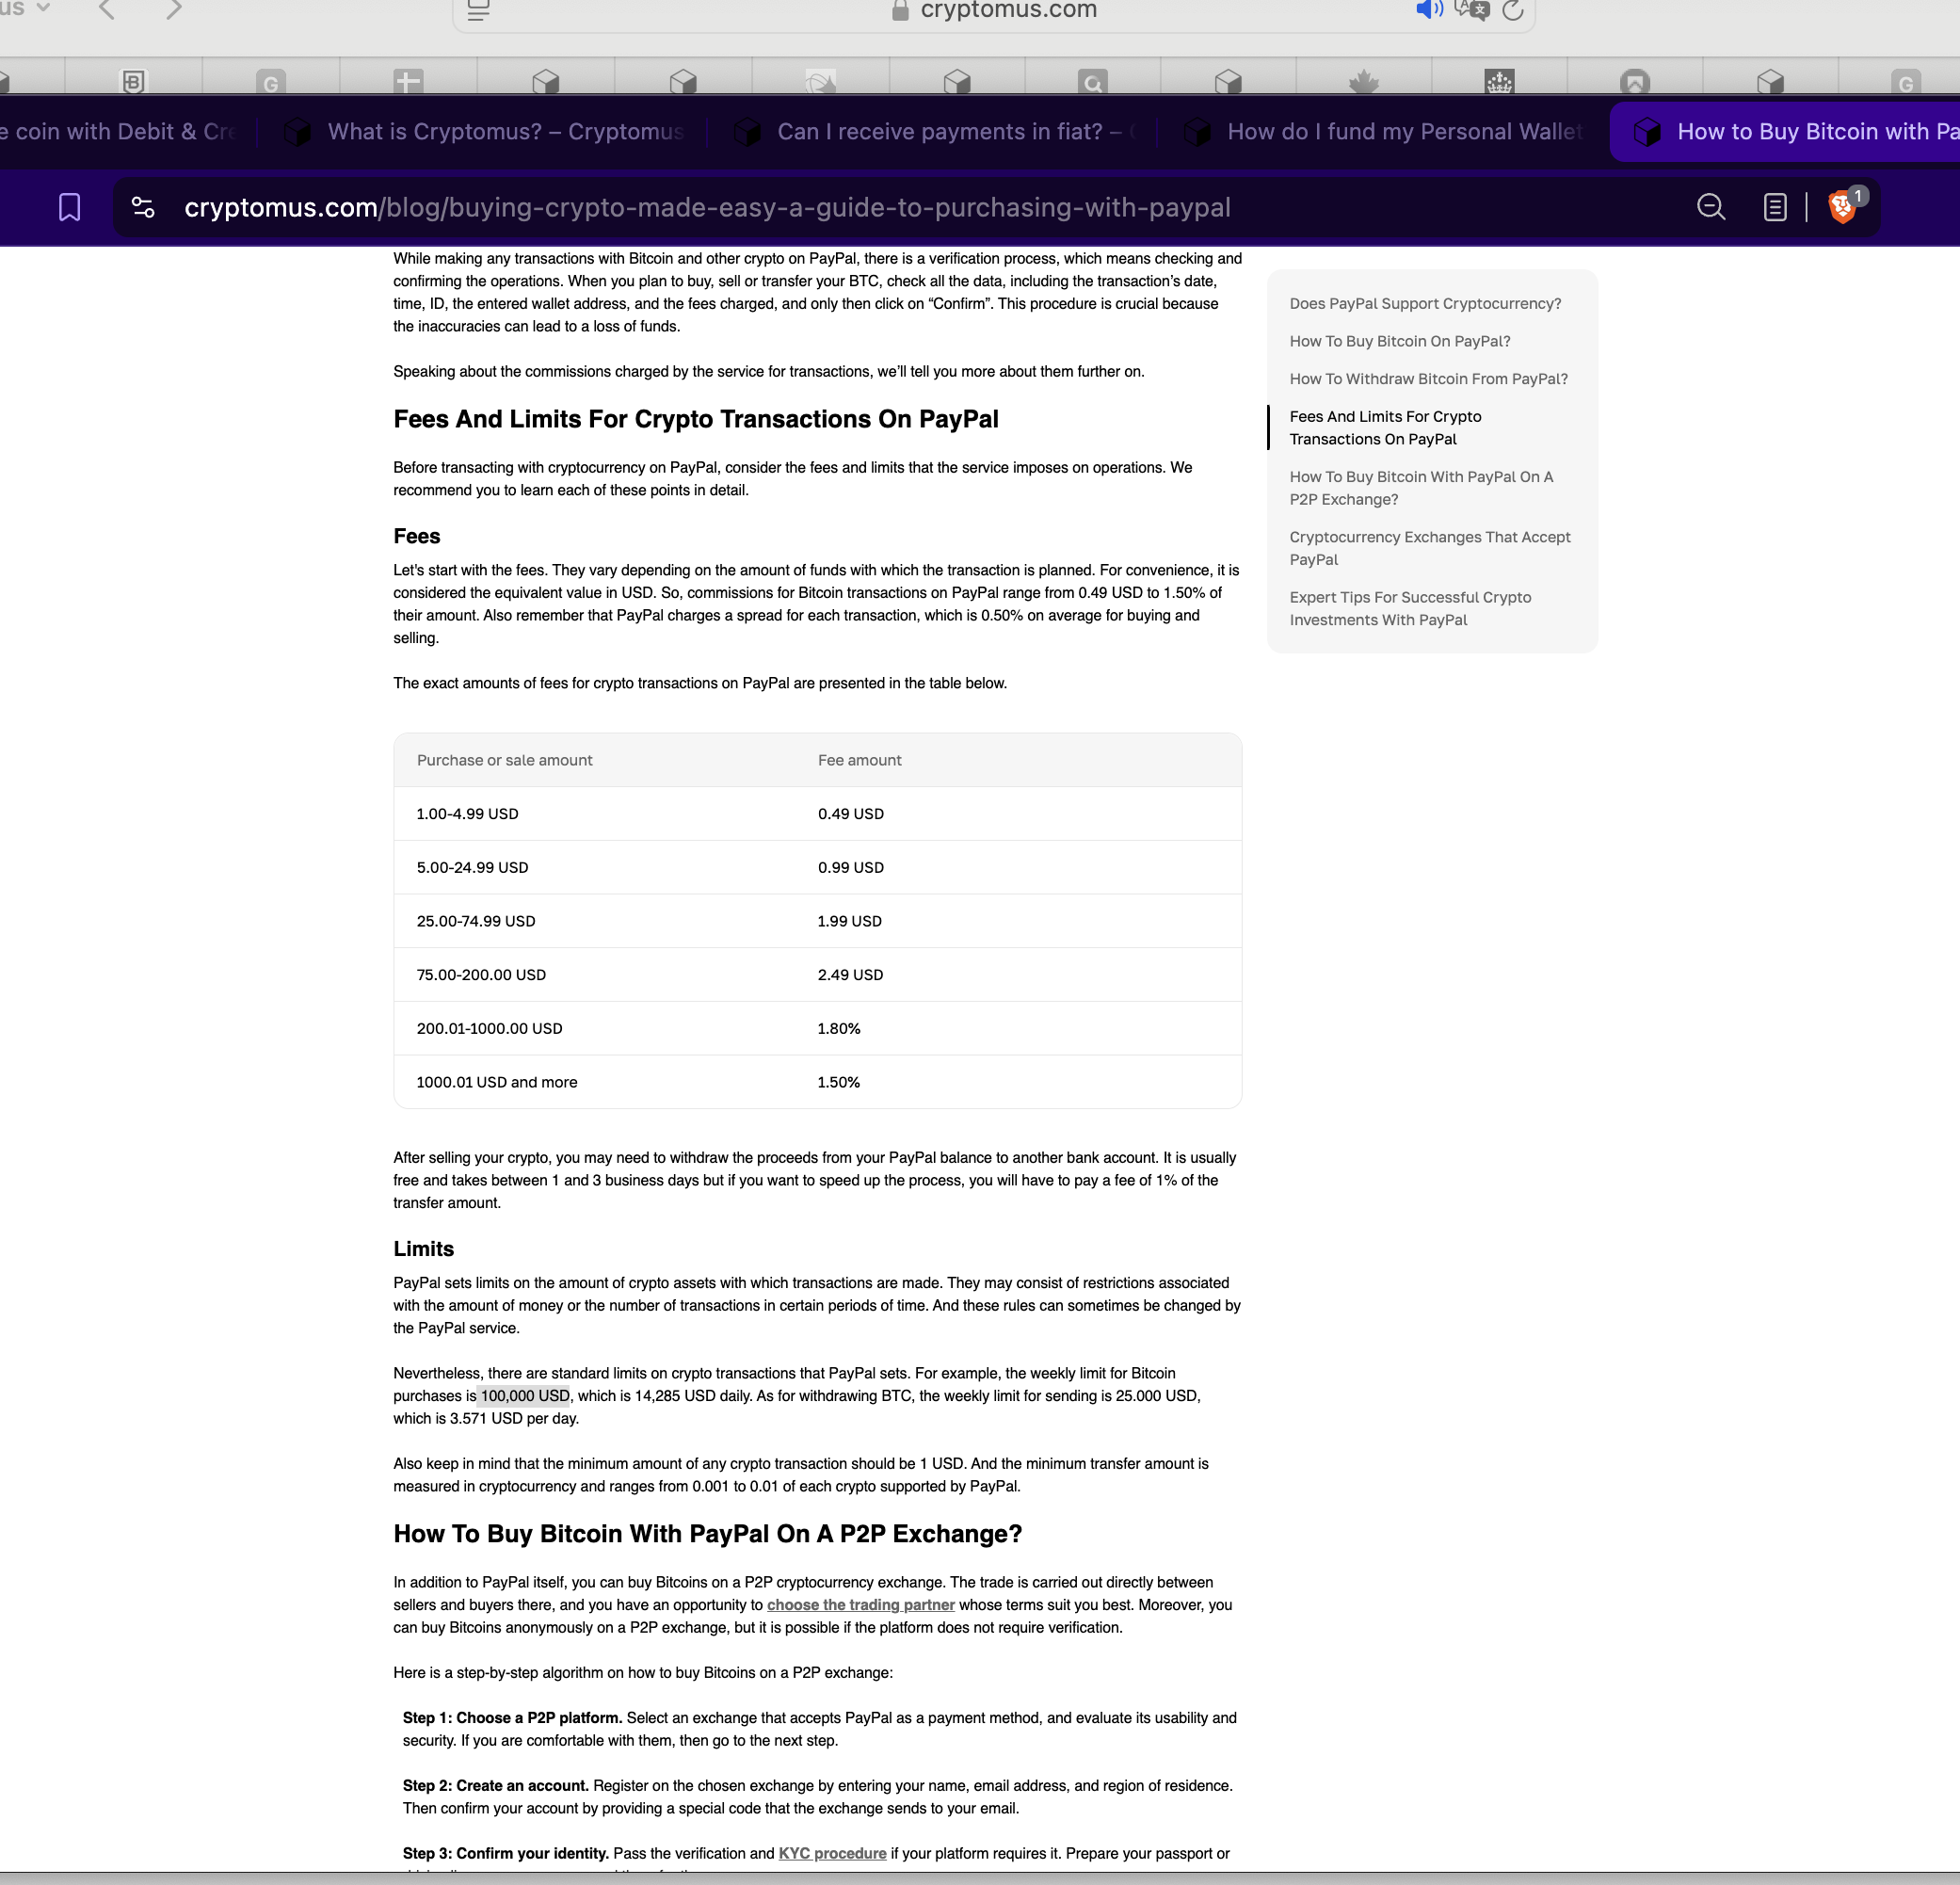 us
cryptomus.com
e coin with Debit & Cre
What is Cryptomus? – Cryptomus
Can I receive payments in fiat? –
How do I fund my Personal Wallet
How to Buy Bitcoin with Pa
cryptomus.com/blog/buying-crypto-made-easy-a-guide-to-purchasing-with-paypal
1
While making any transactions with Bitcoin and other crypto on PayPal, there is a verification process, which means checking and
confirming the operations. When you plan to buy, sell or transfer your BTC, check all the data, including the transaction's date,
time, ID, the entered wallet address, and the fees charged, and only then click on “Confirm”. This procedure is crucial because
the inaccuracies can lead to a loss of funds.
Speaking about the commissions charged by the service for transactions, we'll tell you more about them further on.
Fees And Limits For Crypto Transactions On PayPal
Before transacting with cryptocurrency on PayPal, consider the fees and limits that the service imposes on operations. We
recommend you to learn each of these points in detail.
Fees
Let's start with the fees. They vary depending on the amount of funds with which the transaction is planned. For convenience, it is
considered the equivalent value in USD. So, commissions for Bitcoin transactions on PayPal range from 0.49 USD to 1.50% of
their amount. Also remember that PayPal charges a spread for each transaction, which is 0.50% on average for buying and
selling.
The exact amounts of fees for crypto transactions on PayPal are presented in the table below.
Purchase or sale amount Fee amount
1.00-4.99 USD 0.49 USD
5.00-24.99 USD 0.99 USD
25.00-74.99 USD 1.99 USD
75.00-200.00 USD 2.49 USD
200.01-1000.00 USD 1.80%
1000.01 USD and more 1.50%
After selling your crypto, you may need to withdraw the proceeds from your PayPal balance to another bank account. It is usually
free and takes between 1 and 3 business days but if you want to speed up the process, you will have to pay a fee of 1% of the
transfer amount.
Limits
PayPal sets limits on the amount of crypto assets with which transactions are made. They may consist of restrictions associated
with the amount of money or the number of transactions in certain periods of time. And these rules can sometimes be changed by
the PayPal service.
Nevertheless, there are standard limits on crypto transactions that PayPal sets. For example, the weekly limit for Bitcoin
purchases is 100,000 USD, which is 14,285 USD daily. As for withdrawing BTC, the weekly limit for sending is 25.000 USD,
which is 3.571 USD per day.
Also keep in mind that the minimum amount of any crypto transaction should be 1 USD. And the minimum transfer amount is
measured in cryptocurrency and ranges from 0.001 to 0.01 of each crypto supported by PayPal.
How To Buy Bitcoin With PayPal On A P2P Exchange?
In addition to PayPal itself, you can buy Bitcoins on a P2P cryptocurrency exchange. The trade is carried out directly between
sellers and buyers there, and you have an opportunity to choose the trading partner whose terms suit you best. Moreover, you
can buy Bitcoins anonymously on a P2P exchange, but it is possible if the platform does not require verification.
Here is a step-by-step algorithm on how to buy Bitcoins on a P2P exchange:
Step 1: Choose a P2P platform. Select an exchange that accepts PayPal as a payment method, and evaluate its usability and
security. If you are comfortable with them, then go to the next step.
Step 2: Create an account. Register on the chosen exchange by entering your name, email address, and region of residence.
Then confirm your account by providing a special code that the exchange sends to your email.
Step 3: Confirm your identity. Pass the verification and KYC procedure if your platform requires it. Prepare your passport or
Does PayPal Support Cryptocurrency?
How To Buy Bitcoin On PayPal?
How To Withdraw Bitcoin From PayPal?
Fees And Limits For Crypto
Transactions On PayPal
How To Buy Bitcoin With PayPal On A
P2P Exchange?
Cryptocurrency Exchanges That Accept
PayPal
Expert Tips For Successful Crypto
Investments With PayPal